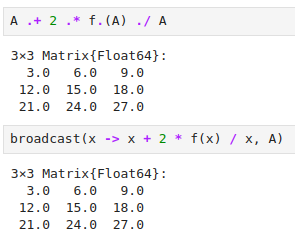 A .+ 2 .* f.(A) ./ A
3×3 Matrix{Float64}:
3.0 6.0 9.0
12.0 15.0 18.0
21.0 24.0 27.0
broadcast(x -> x + 2 * f(x) / x, A)
3×3 Matrix{Float64}:
3.0 6.0 9.0
12.0 15.0 18.0
21.0 24.0 27.0